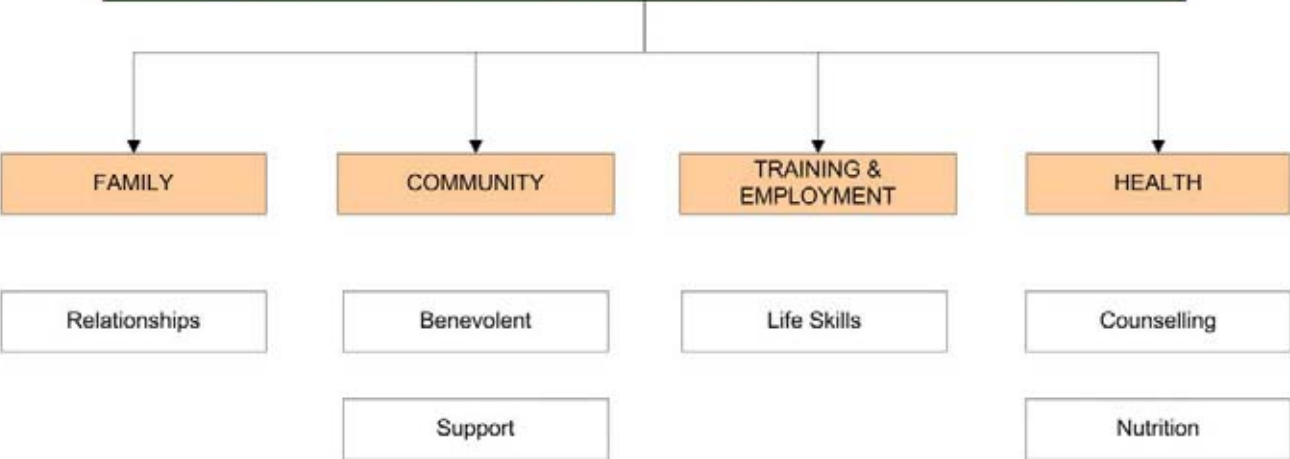 FAMILY
COMMUNITY
TRAINING &
EMPLOYMENT
HEALTH
Relationships
Benevolent
Life Skills
Counselling
Support
Nutrition